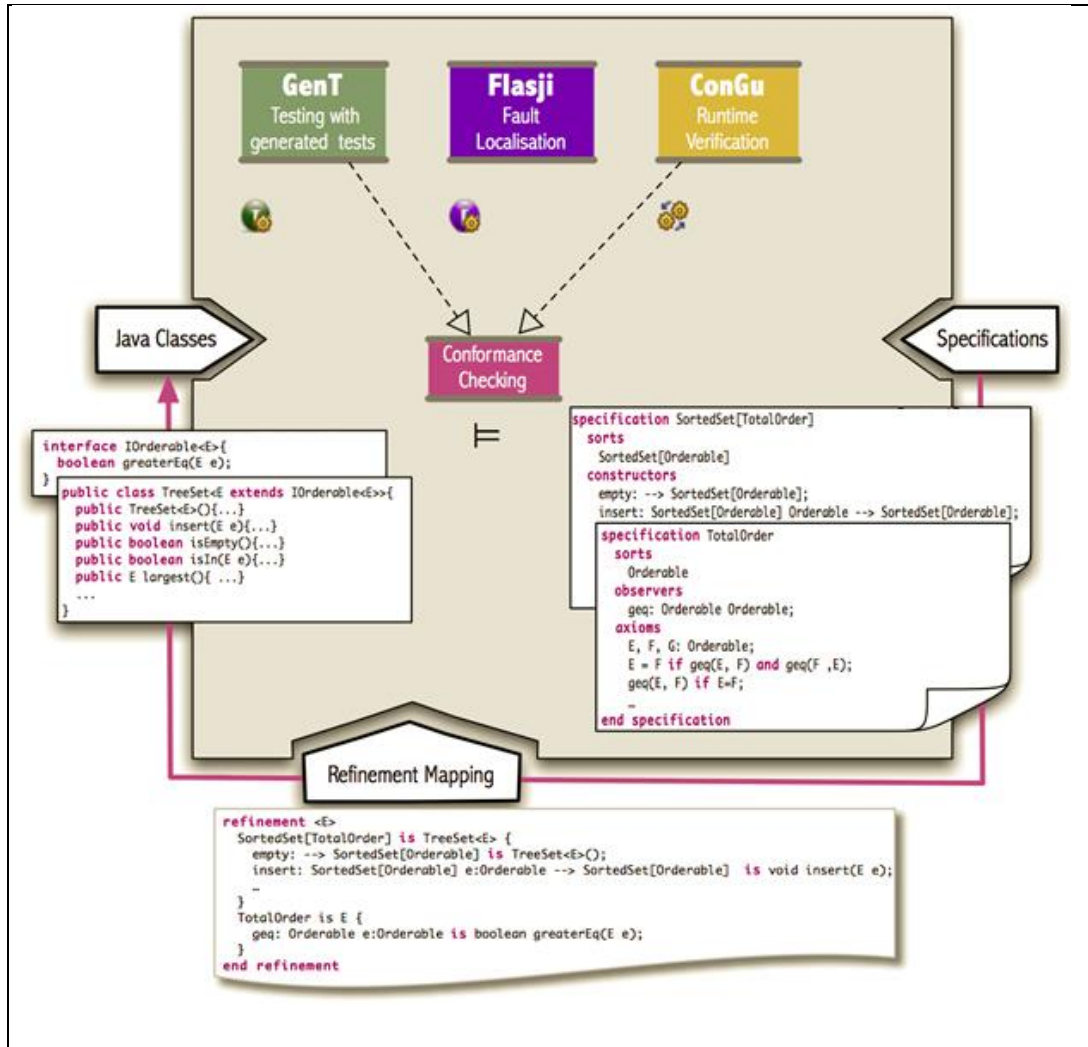 GenT
Testing with
generated tests
Flasji
Fault
Localisation
ConGu
Runtime
Verification
Java Classes
Conformance
Checking
Specifications
interface IOrderable<E>{
boolean greaterEq(E e);
}
public class TreeSet<E extends IOrderable<E>>{
public TreeSet<E>(){...}
public void insert(E e){...}
public boolean isEmpty(){...}
public boolean isIn(E e){...}
public E largest(){ ...}
...
}
specification SortedSet[TotalOrder]
sorts
SortedSet[Orderable]
constructors
empty: --> SortedSet[Orderable];
insert: SortedSet[Orderable] Orderable --> SortedSet[Orderable];
specification TotalOrder
sorts
Orderable
observers
geq: Orderable Orderable;
axioms
E, F, G: Orderable;
E = F if geq(E, F) and geq(F ,E);
geq(E, F) if E=F;
…
end specification
Refinement Mapping
refinement <E>
SortedSet[TotalOrder] is TreeSet<E> {
empty: --> SortedSet[Orderable] is TreeSet<E>();
insert: SortedSet[Orderable] e:Orderable --> SortedSet[Orderable] is void insert(E e);
…
}
TotalOrder is E {
geq: Orderable e:Orderable is boolean greaterEq(E e);
}
end refinement